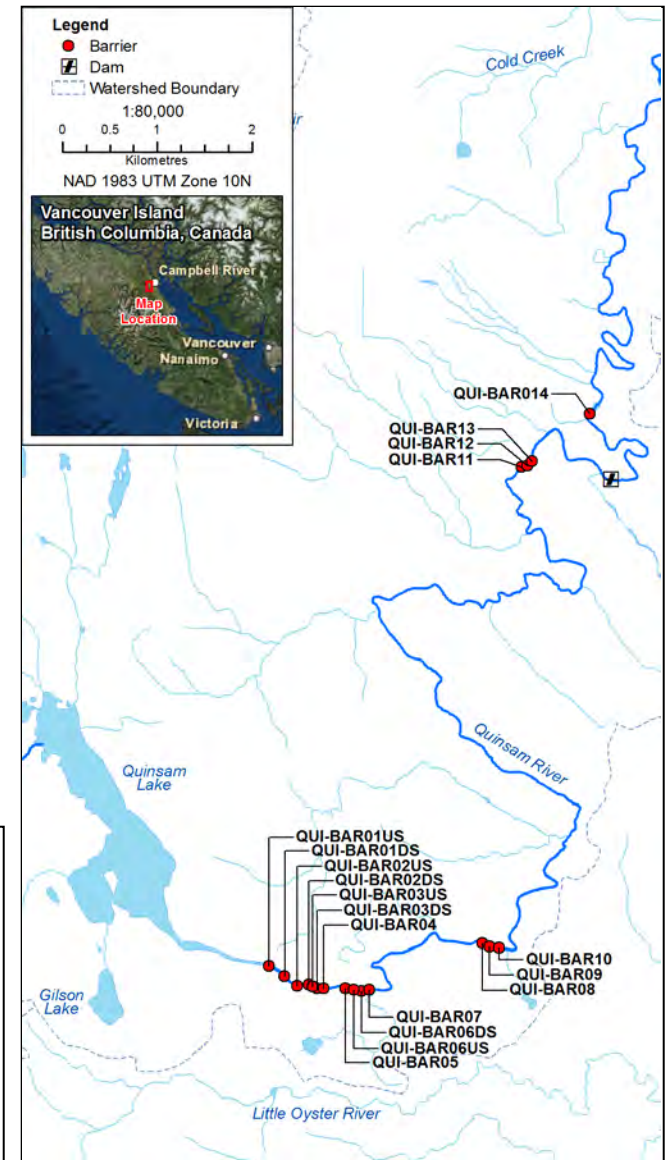 Legend
Barrier
Dam
Watershed Boundary
1:80,000
0 0.5 1 2
Kilometres
NAD 1983 UTM Zone 10N
Vancouver Island
British Columbia, Canada
Campbell River
Map
Location
Vancouver
Nanaimo
Victoria
Cold Creek
QUI-BAR014
QUI-BAR13
QUI-BAR12
QUI-BAR11
Quinsam River
Quinsam
Lake
QUI-BAR01US
QUI-BAR01DS
QUI-BAR02US
QUI-BAR02DS
QUI-BAR03US
QUI-BAR03DS
QUI-BAR04
QUI-BAR10
QUI-BAR09
QUI-BAR08
Gilson
Lake
QUI-BAR07
QUI-BAR06DS
QUI-BAR06US
QUI-BAR05
Little Oyster River